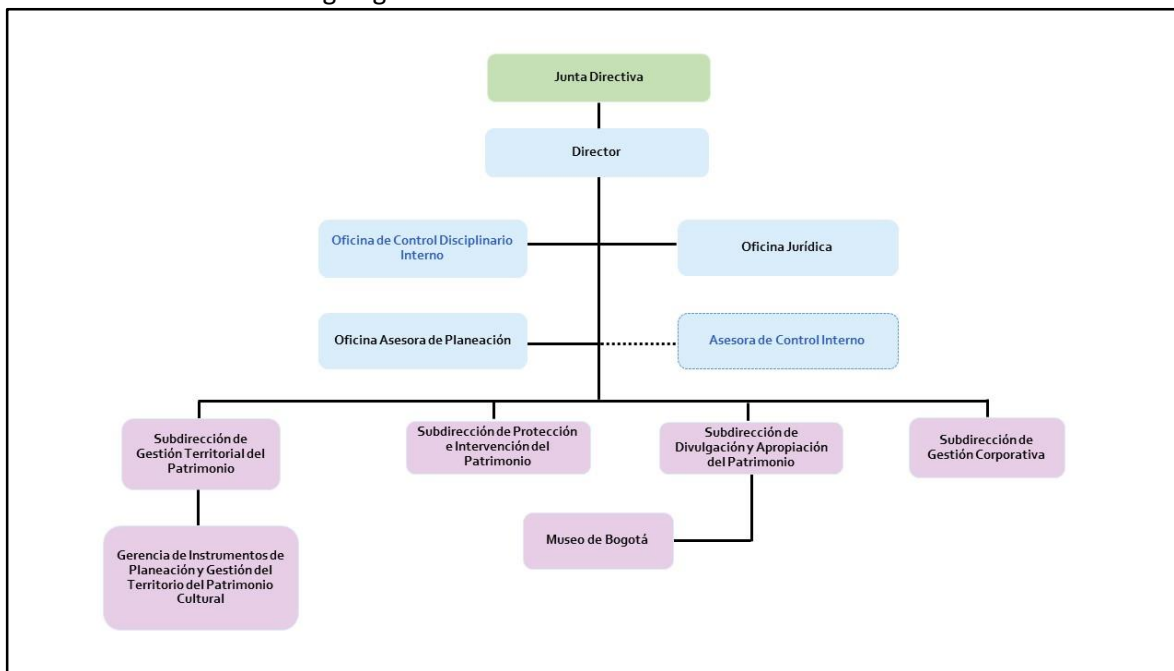 Junta Directiva
Director
Oficina de Control Disciplinario
Interno
Oficina Jurídica
Oficina Asesora de Planeación
Asesora de Control Interno
Subdirección de
Gestión Territorial del
Patrimonio
Subdirección de Protección
e Intervención del
Patrimonio
Subdirección de
Divulgación y Apropiación
del Patrimonio
Subdirección de
Gestión Corporativa
Gerencia de Instrumentos de
Planeación y Gestión del
Territorio del Patrimonio
Cultural
Museo de Bogotá